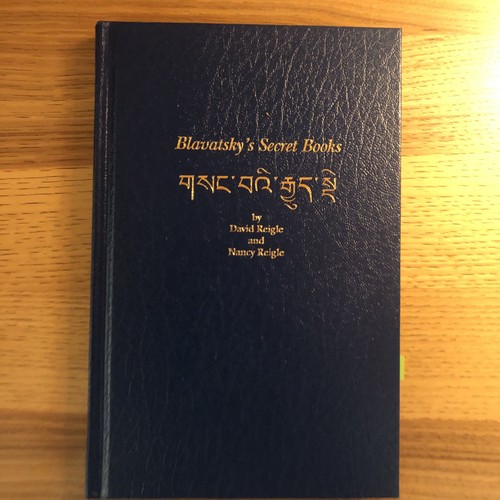 Blavatsky's Secret Books
གསང་བའི་རྒྱུད་སྡེ
by
David Reigle
and
Nancy Reigle